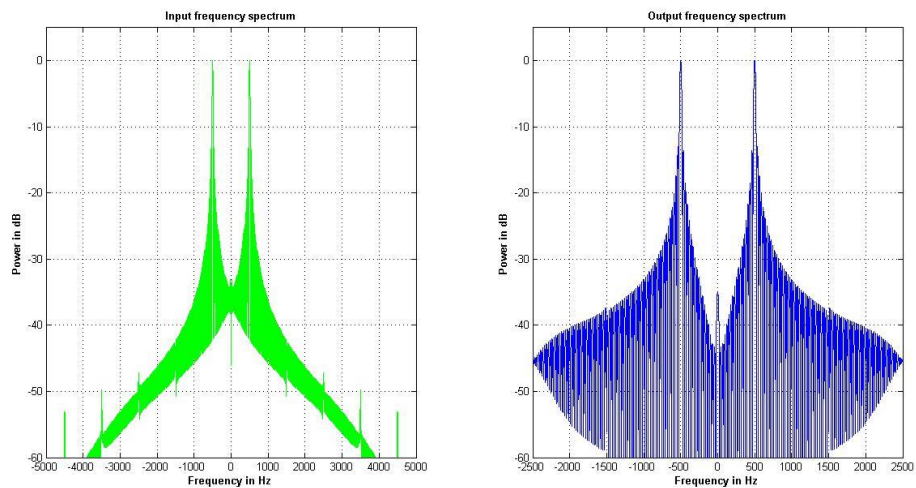 Input frequency spectrum
0
-10
-20
-30
-40
-50
-60
Power in dB
-5000 -4000 -3000 -2000 -1000 0 1000 2000 3000 4000 5000
Frequency in Hz
Output frequency spectrum
0
-10
-20
-30
-40
-50
-60
Power in dB
-2500 -2000 -1500 -1000 -500 0 500 1000 1500 2000 2500
Frequency in Hz